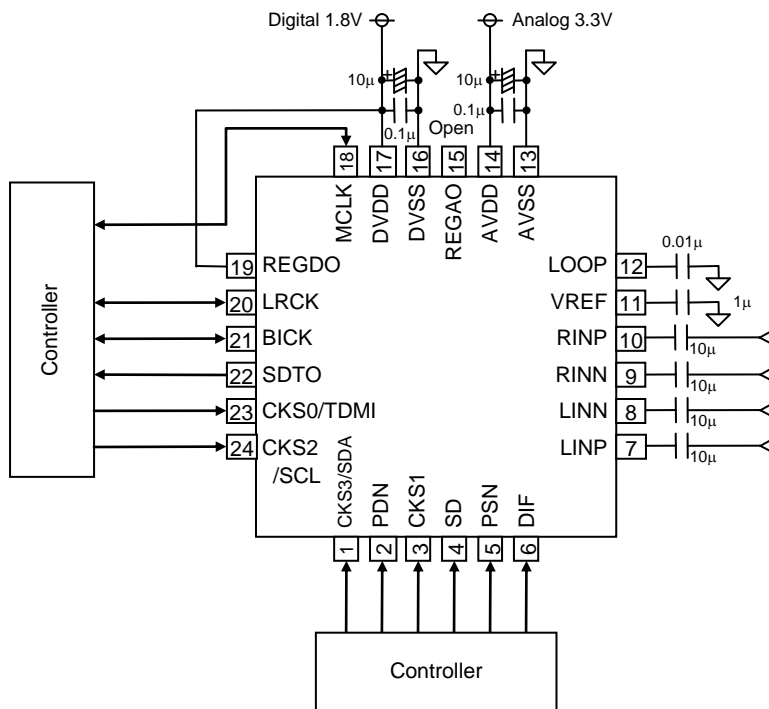 Digital 1.8V
Analog 3.3V
10µ
+
10µ
+
0.1µ
0.1µ
Open
18
17
16
15
14
13
MCLK
DVDD
DVSS
REGAO
AVDD
AVSS
Controller
19
REGDO
20
LRCK
21
BICK
22
SDTO
23
CKS0/TDMI
24
CKS2
/SCL
LOOP
12
0.01µ
VREF
11
1µ
RINP
10
10µ
RINN
9
10µ
LINN
8
10µ
LINP
7
10µ
CKS3/SDA
PDN
CKS1
SD
PSN
DIF
1
2
3
4
5
6
Controller